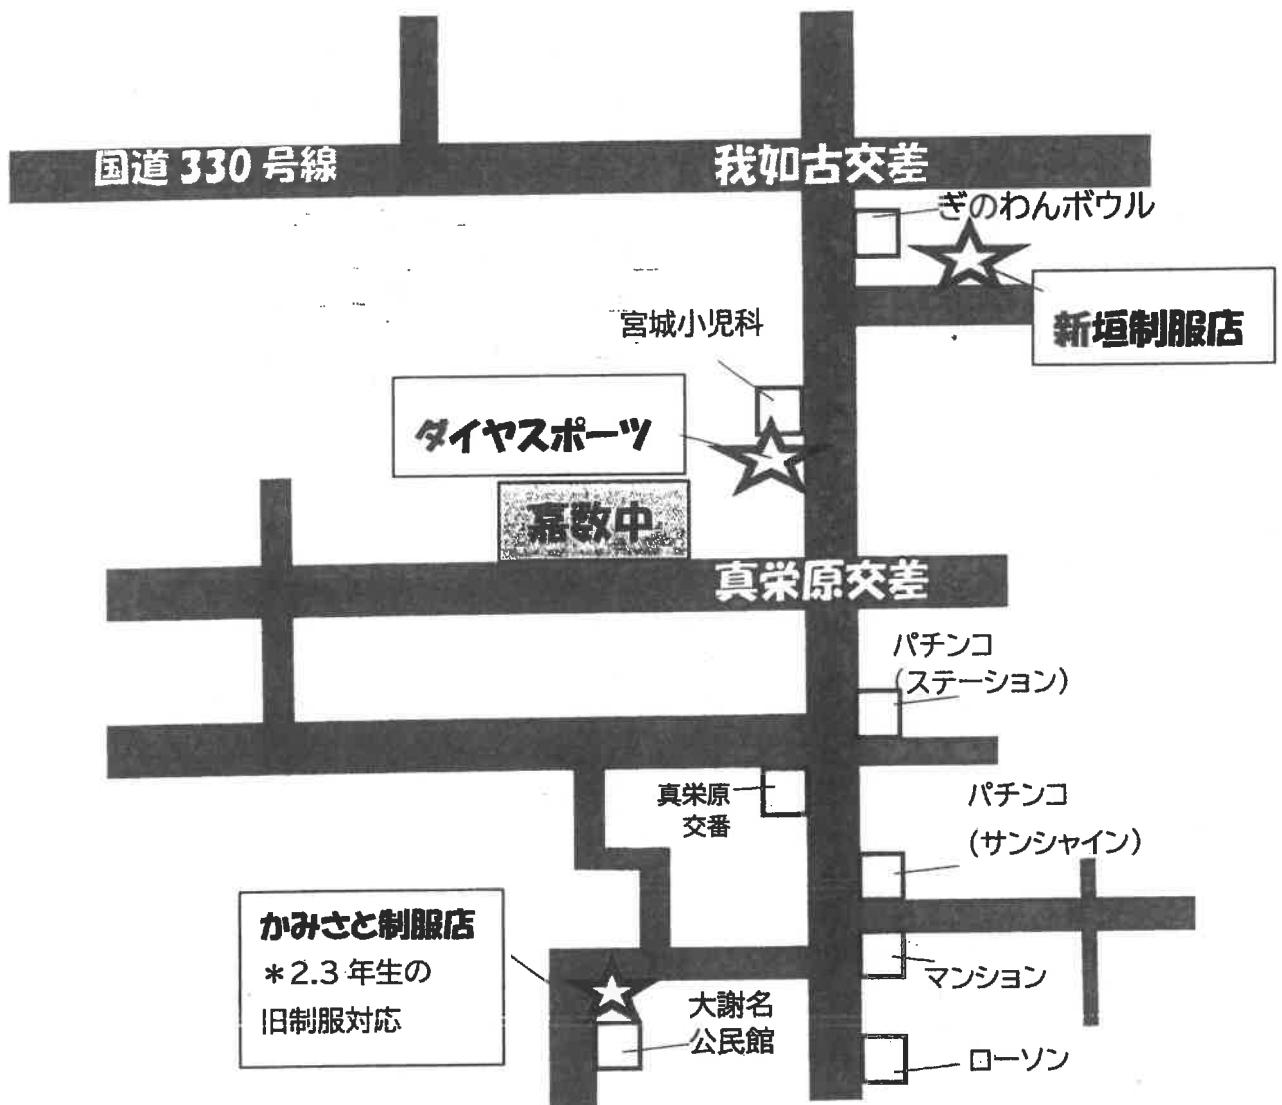 国道 330 号線
我如古交差
ぎのわんボウル
新垣制服店
宮城小児科
ダイヤスポーツ
嘉数中
真栄原交差
パチンコ
(ステーション)
真栄原
交番
パチンコ
(サンシャイン)
かみさと制服店
＊2.3 年生の
旧制服対応
大謝名
公民館
マンション
ローソン